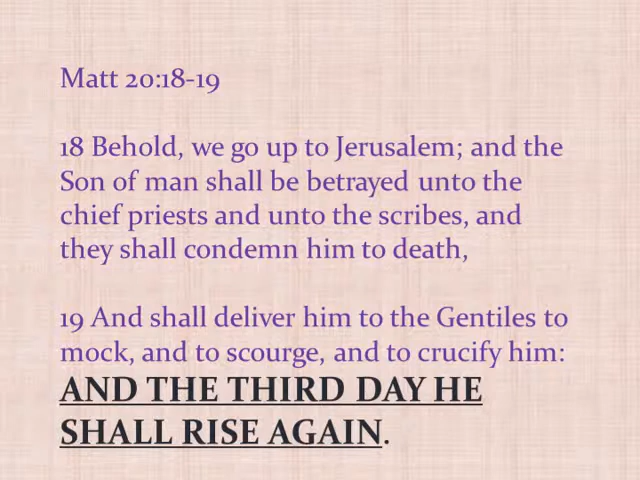 Matt 20:18-19
18 Behold, we go up to Jerusalem; and the
Son of man shall be betrayed unto the
chief priests and unto the scribes, and
they shall condemn him to death,
19 And shall deliver him to the Gentiles to
mock, and to scourge, and to crucify him:
AND THE THIRD DAY HE
SHALL RISE AGAIN.